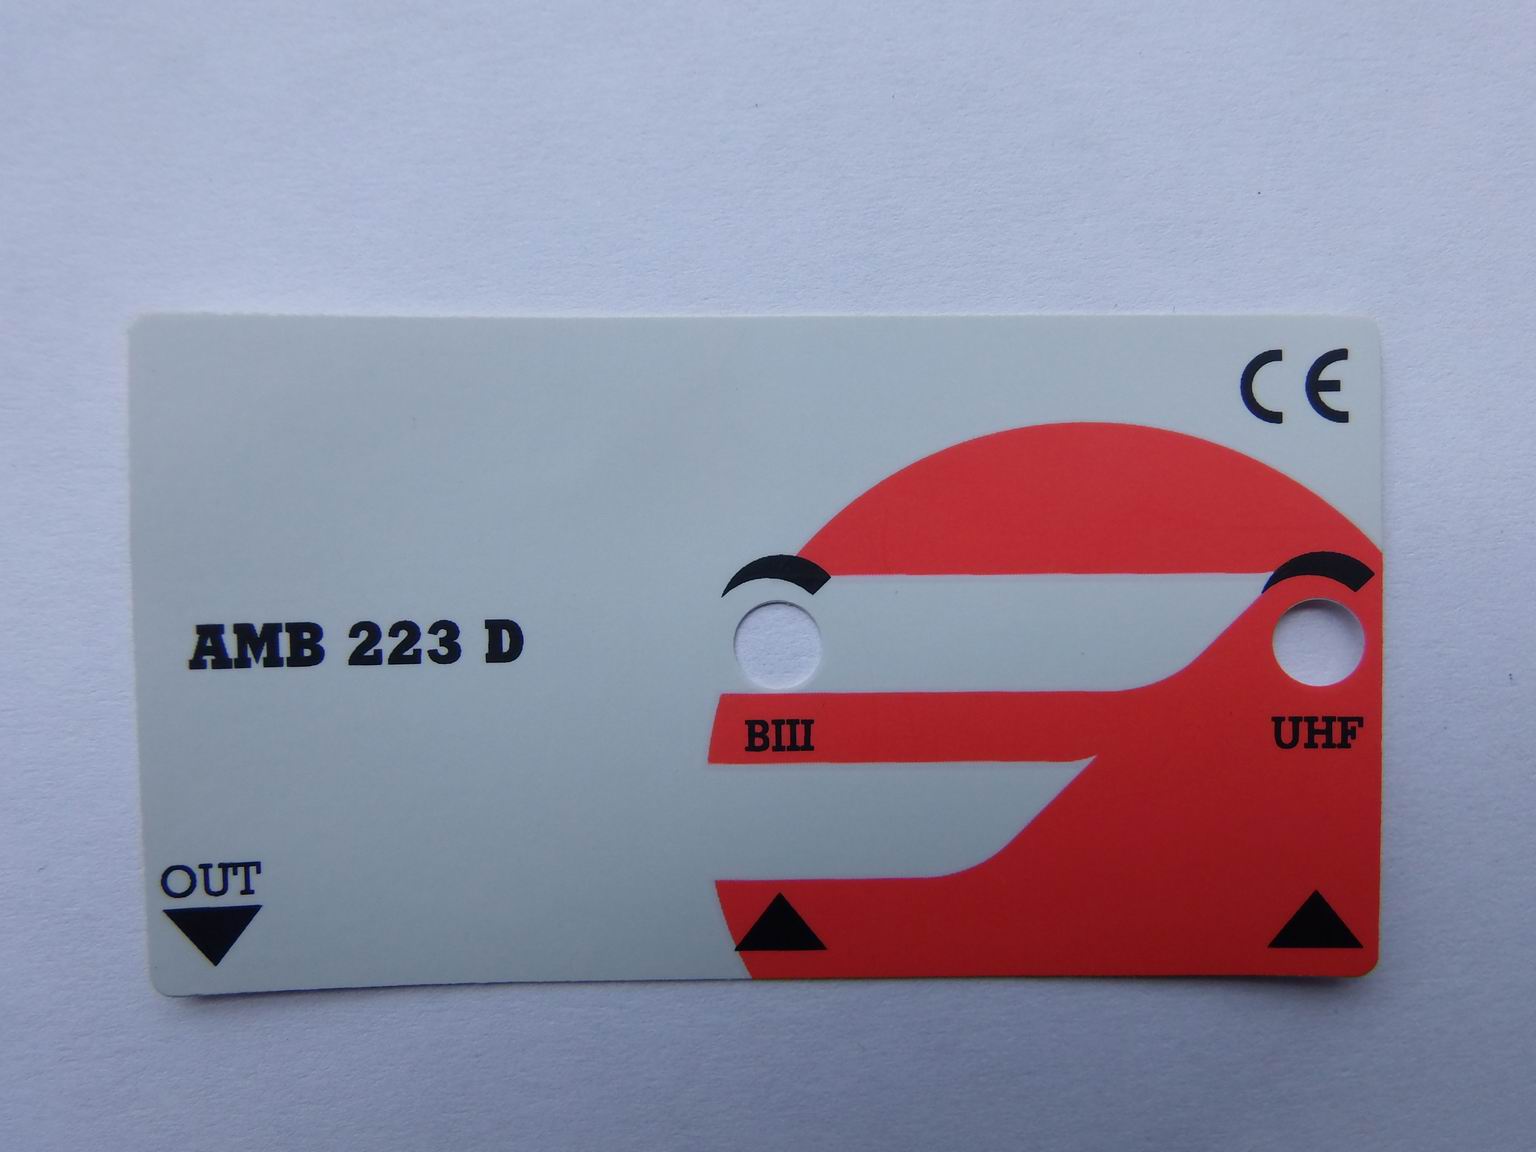 CE
AMB 223 D
BIII
UHF
OUT